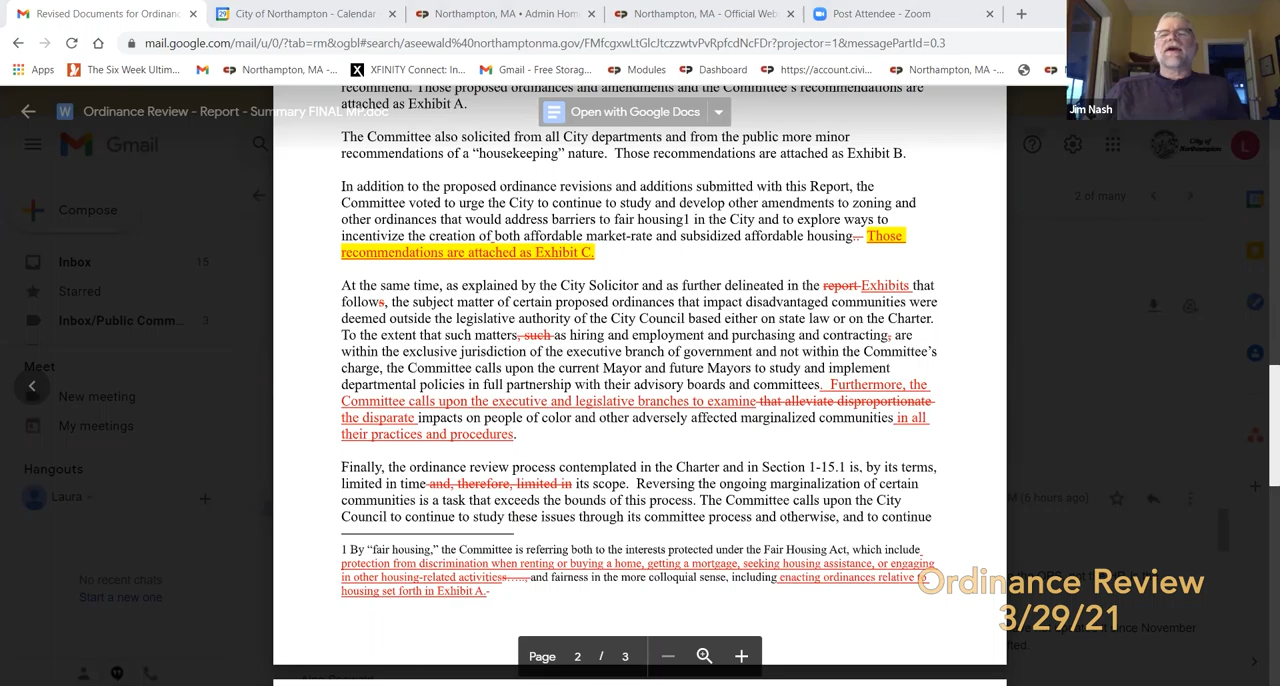 Revised Documents for Ordinanc
City of Northampton - Calendar
Northampton, MA • Admin Hom
Northampton, MA - Official Web
Post Attendee - Zoom
mail.google.com/mail/u/0/?tab=rm&ogbl#search/aseewald%40northamptonma.gov/FMfcgxwLtGlcJtczzwtvPvRpfcdNcFDr?projector=1&messagePartId=0.3
Apps
The Six Week Ultim...
Northampton, MA -...
XFINITY Connect: In...
Gmail - Free Storag...
Modules
Dashboard
https://account.civi...
Northampton, MA -...
Jim Nash
Ordinance Review - Report - Summary FINAL MP.doc
Open with Google Docs
Gmail
Compose
2 of many
Inbox 15
Starred
Inbox/Public Comm... 3
Meet
New meeting
My meetings
Hangouts
Laura
No recent chats
Start a new one
recommend. Those proposed ordinances and amendments and the Committee's recommendations are
attached as Exhibit A.
The Committee also solicited from all City departments and from the public more minor
recommendations of a “housekeeping” nature. Those recommendations are attached as Exhibit B.
In addition to the proposed ordinance revisions and additions submitted with this Report, the
Committee voted to urge the City to continue to study and develop other amendments to zoning and
other ordinances that would address barriers to fair housing1 in the City and to explore ways to
incentivize the creation of both affordable market-rate and subsidized affordable housing.. Those
recommendations are attached as Exhibit C.
At the same time, as explained by the City Solicitor and as further delineated in the report Exhibits that
follows, the subject matter of certain proposed ordinances that impact disadvantaged communities were
deemed outside the legislative authority of the City Council based either on state law or on the Charter.
To the extent that such matters, such as hiring and employment and purchasing and contracting, are
within the exclusive jurisdiction of the executive branch of government and not within the Committee's
charge, the Committee calls upon the current Mayor and future Mayors to study and implement
departmental policies in full partnership with their advisory boards and committees. Furthermore, the
Committee calls upon the executive and legislative branches to examine that alleviate disproportionate
the disparate impacts on people of color and other adversely affected marginalized communities in all
their practices and procedures.
Finally, the ordinance review process contemplated in the Charter and in Section 1-15.1 is, by its terms,
limited in time and, therefore, limited in its scope. Reversing the ongoing marginalization of certain
communities is a task that exceeds the bounds of this process. The Committee calls upon the City
Council to continue to study these issues through its committee process and otherwise, and to continue
1 By “fair housing,” the Committee is referring both to the interests protected under the Fair Housing Act, which include
protection from discrimination when renting or buying a home, getting a mortgage, seeking housing assistance, or engaging
in other housing-related activities......, and fairness in the more colloquial sense, including enacting ordinances relative to
housing set forth in Exhibit A.
(6 hours ago)
Ordinance Review
3/29/21
since November
Page 2 / 3